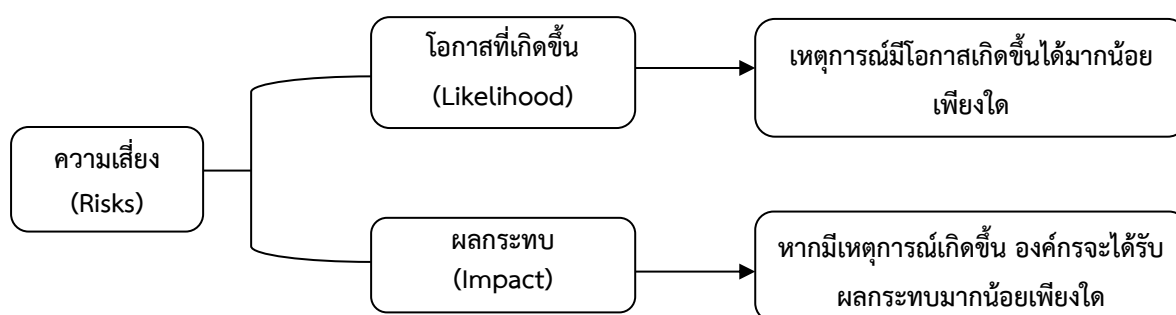 ความเสี่ยง
(Risks)
โอกาสที่เกิดขึ้น
(Likelihood)
เหตุการณ์มีโอกาสเกิดขึ้นได้มากน้อย
เพียงใด
ผลกระทบ
(Impact)
หากมีเหตุการณ์เกิดขึ้น องค์กรจะได้รับ
ผลกระทบมากน้อยเพียงใด